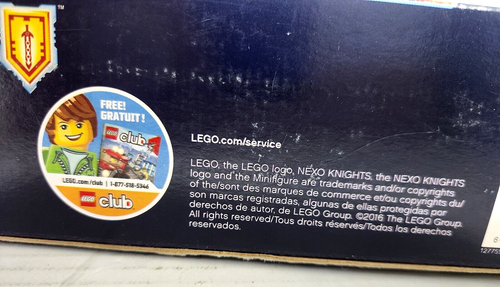 ™
FREE!
GRATUIT!
LEGO club
LEGO.com/club | 1-877-518-5346
LEGO club
LEGO.com/service
LEGO, the LEGO logo, NEXO KNIGHTS, the NEXO KNIGHTS
logo and the Minifigure are trademarks and/or copyrights
of the/sont des marques de commerce et/ou copyrights du/
son marcas registradas, algunas de ellas protegidas por
derechos de autor, de LEGO Group. ©2016 The LEGO Group.
All rights reserved/Tous droits réservés/Todos los derechos
reservados.